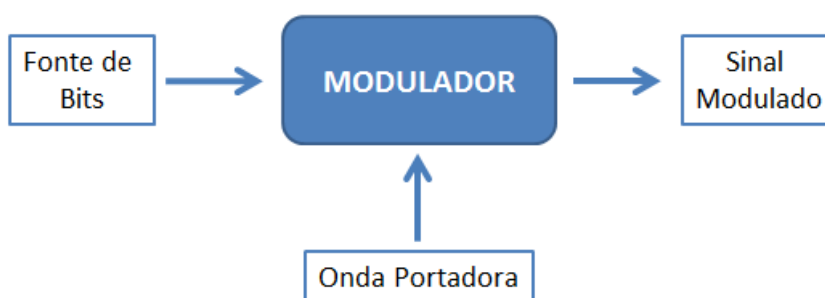 Fonte de
Bits
MODULADOR
Sinal
Modulado
Onda Portadora